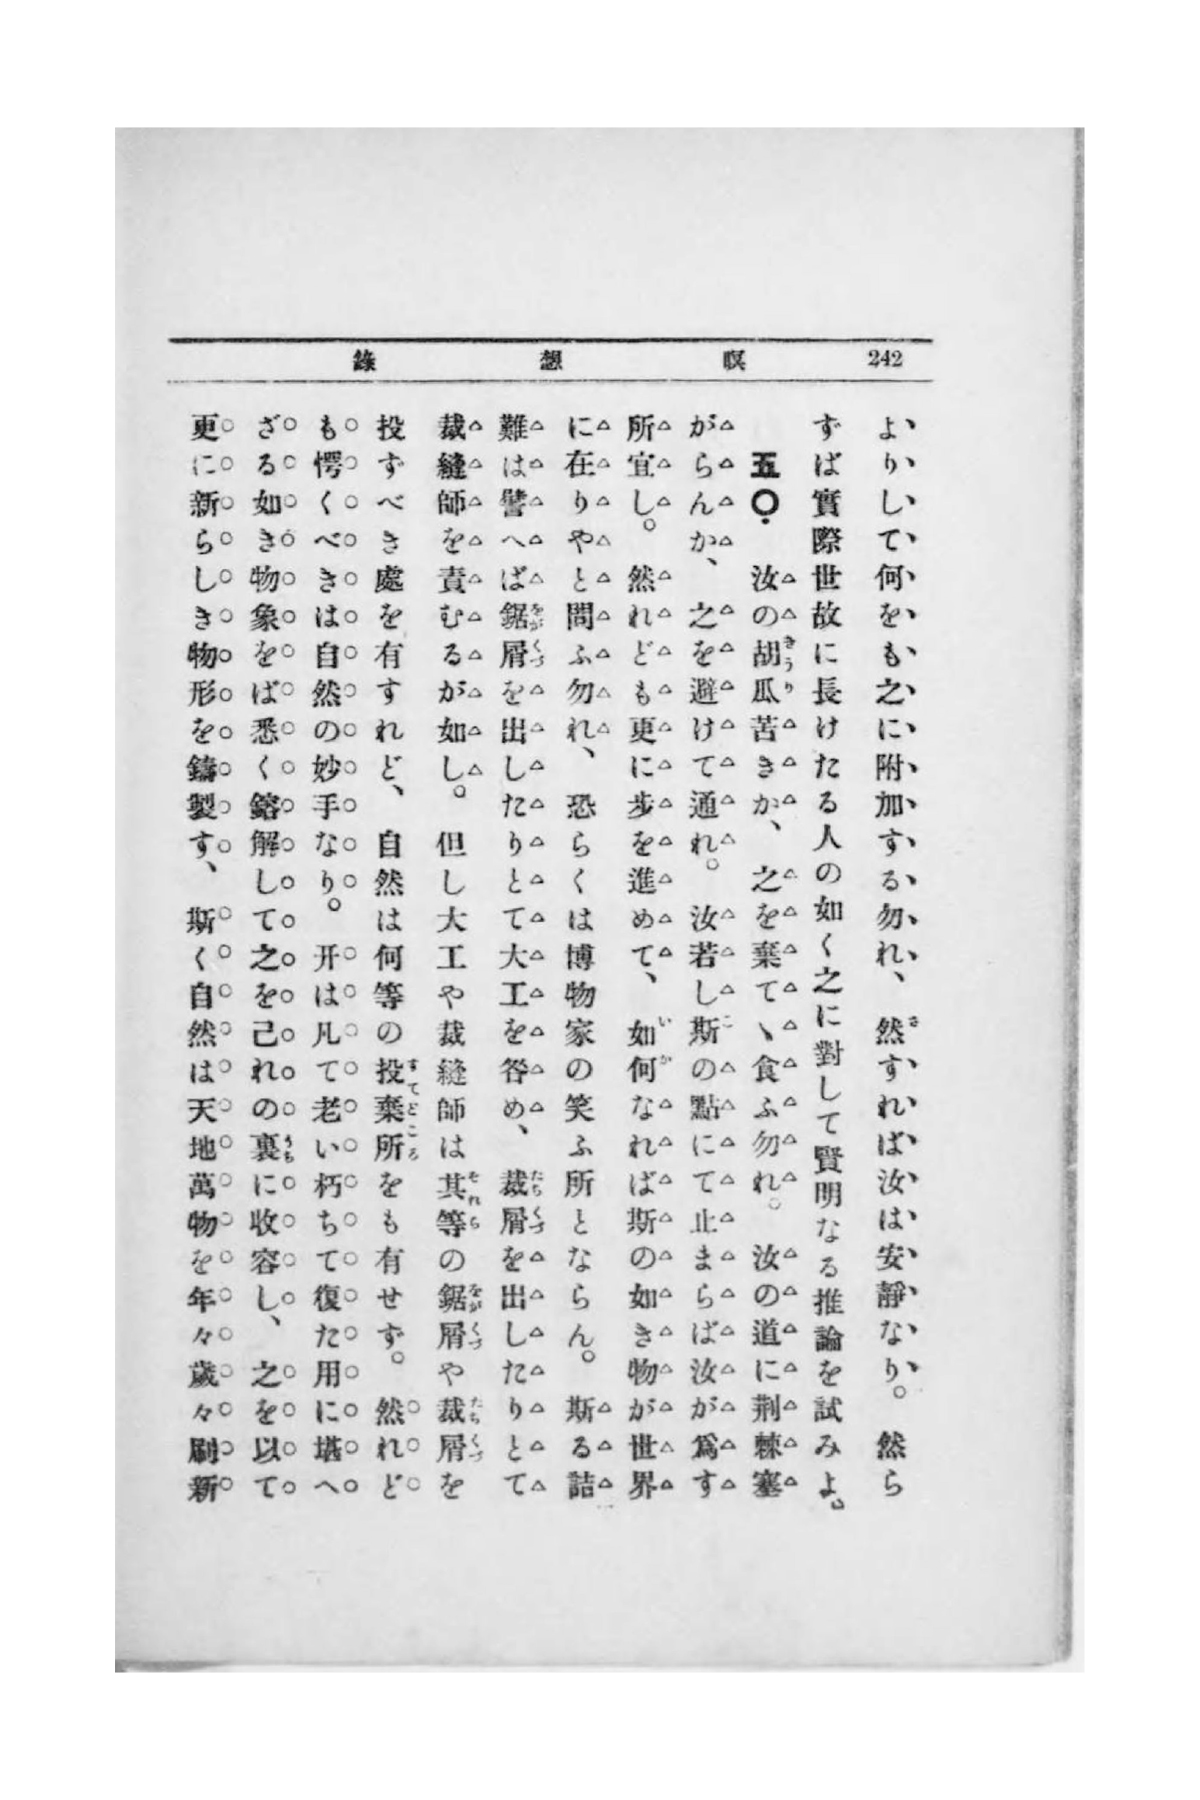 242
瞑想錄
よりして何をも之に附加する勿れ、然すれば汝は安靜なり。然ら
ずば實際世故に長けたる人の如く之に對して賢明なる推論を試みよ。
五〇. 汝の胡瓜苦きか、之を棄てゝ食ふ勿れ。汝の道に荆棘塞
がらんか、之を避けて通れ。汝若し斯の點にて止まらば汝が爲す
所宜し。然れども更に步を進めて、如何なれば斯の如き物が世界
に在りやと問ふ勿れ、恐らくは博物家の笑ふ所とならん。斯る詰
難は譬へば鋸屑を出したりとて大工を咎め、裁屑を出したりとて
裁縫師を責むるが如し。但し大工や裁縫師は其等の鋸屑や裁屑を
投ずべき處を有すれど、自然は何等の投棄所をも有せず。然れど
も愕くべきは自然の妙手なり。开は凡て老い朽ちて復た用に堪へ
ざる如き物象をば悉く鎔解して之を己れの裏に收容し、之を以て
更に新らしき物形を鑄製す、斯く自然は天地萬物を年々歲々刷新